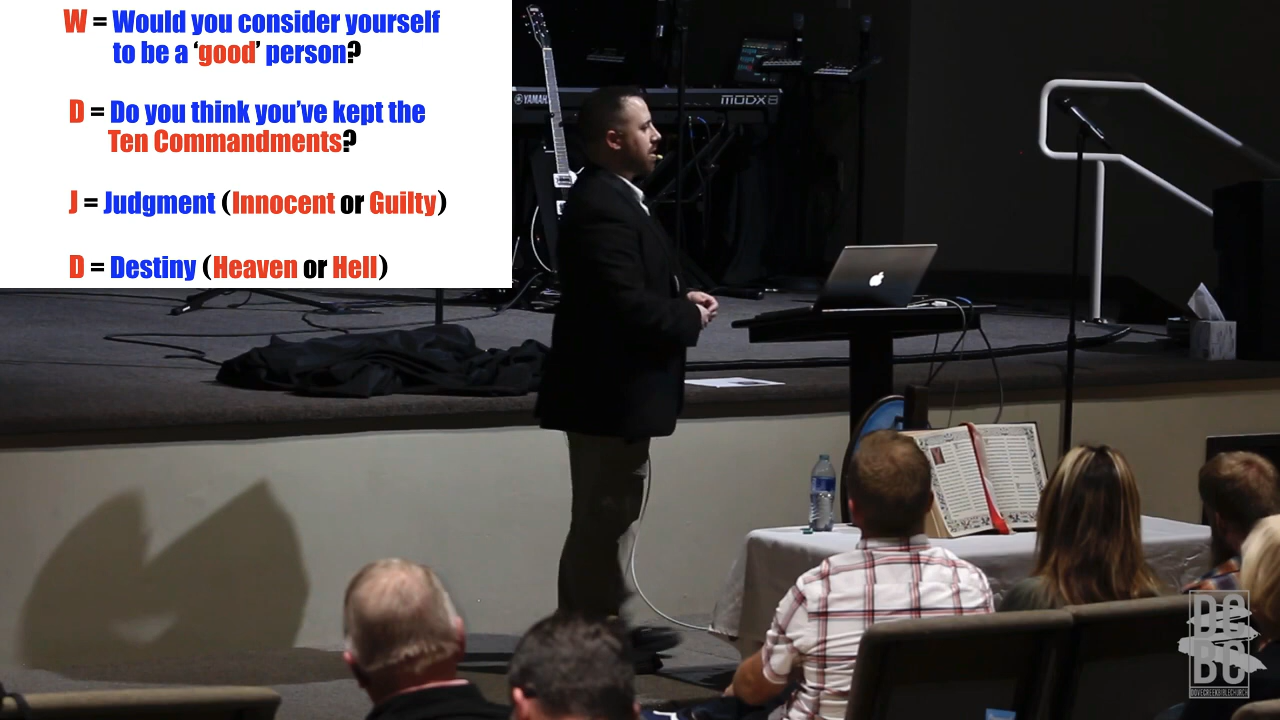 W = Would you consider yourself
to be a ‘good’ person?
D = Do you think you’ve kept the
Ten Commandments?
J = Judgment (Innocent or Guilty)
D = Destiny (Heaven or Hell)
YAMAHA
MODX8
DC
BC
DOVECREEKBIBLECHURCH